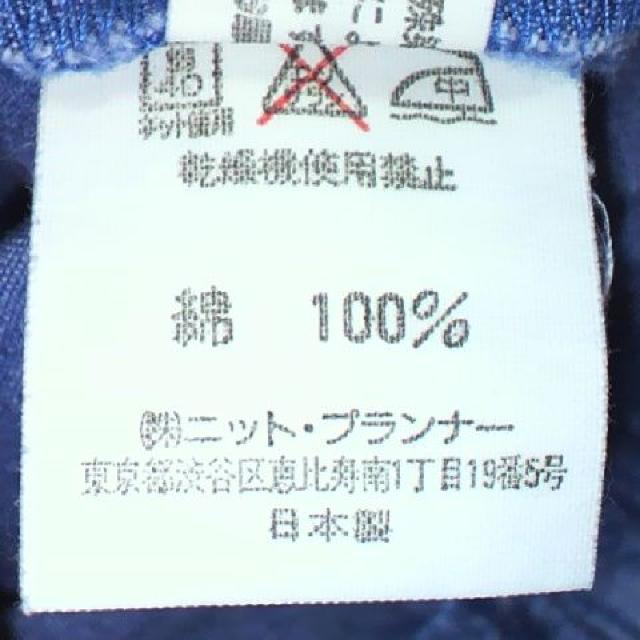 ネット使用
中
乾燥機使用禁止
綿 100%
㈱ニット・プランナー
東京都渋谷区恵比寿南1丁目19番5号
日本製